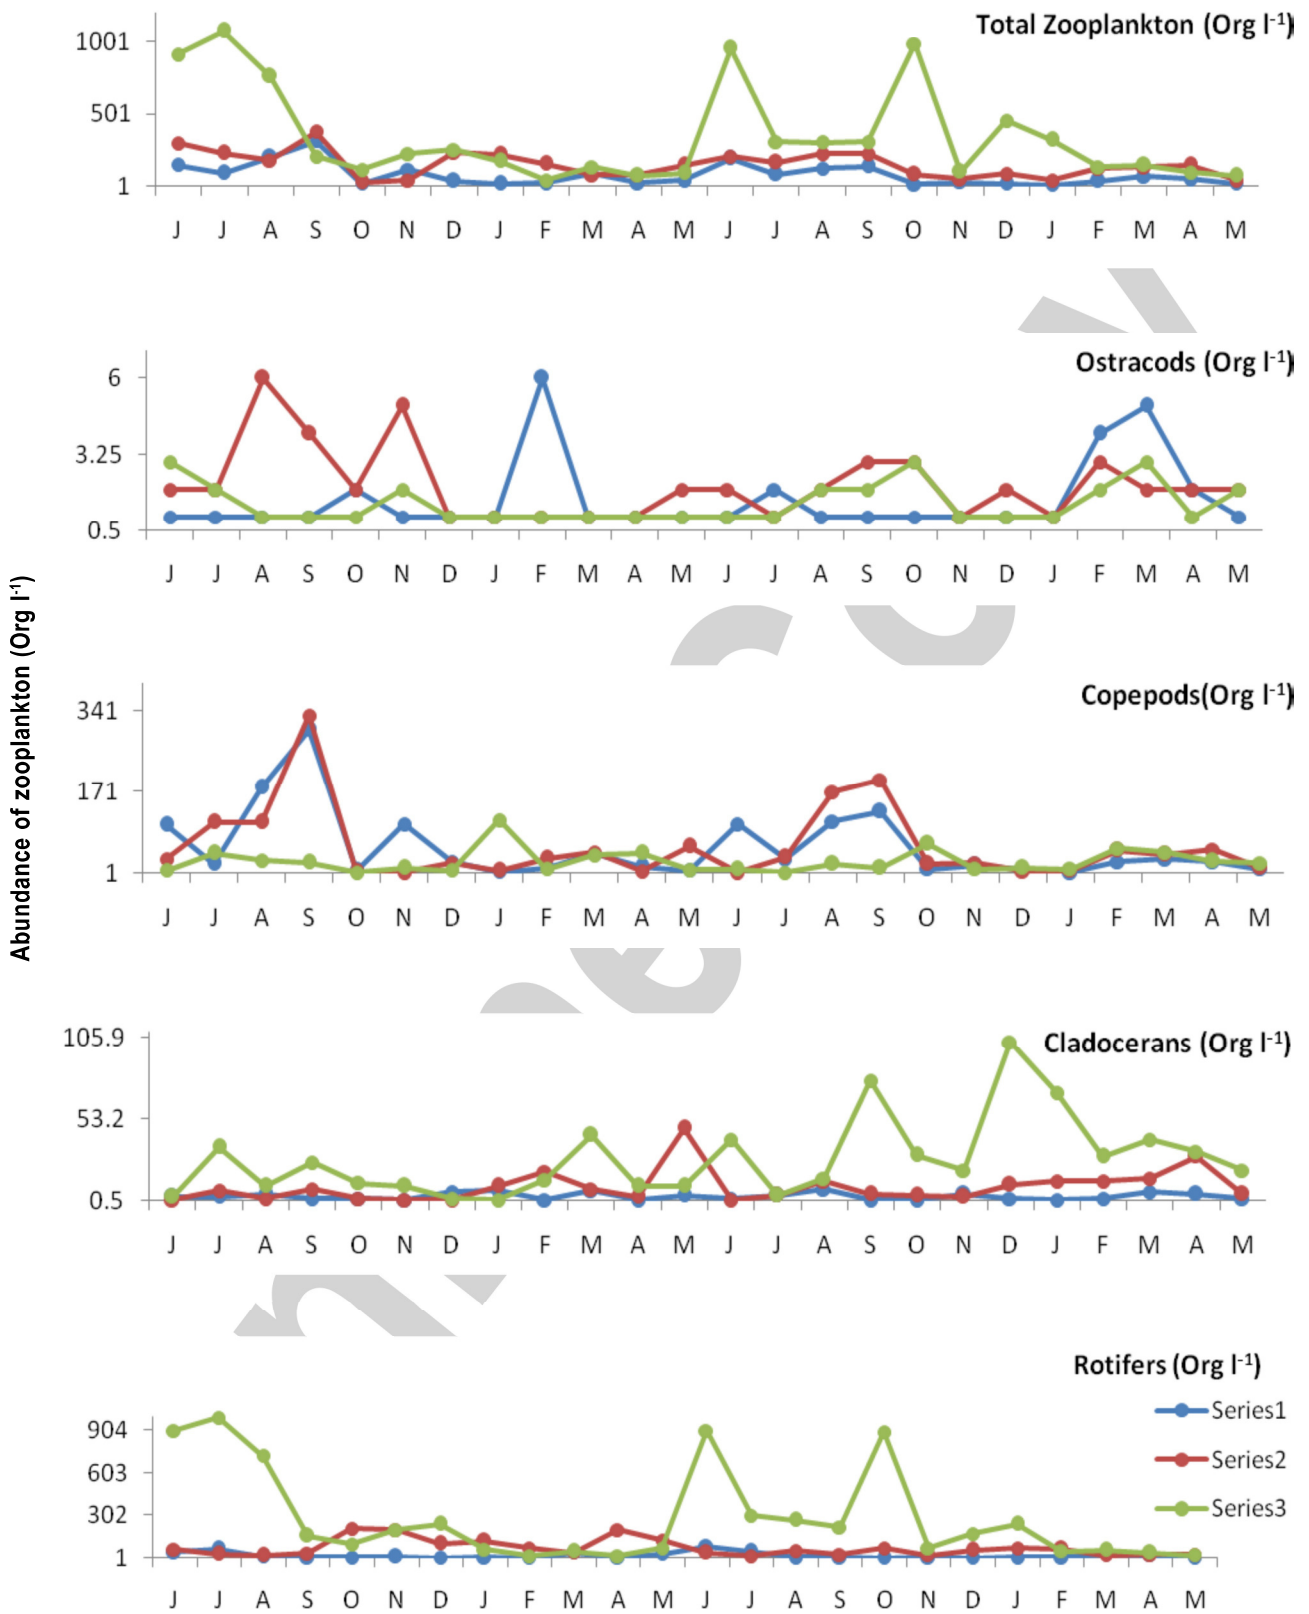 Total Zooplankton (Org l-1)
1001
501
1
J J A S O N D J F M A M J J A S O N D J F M A M
Ostracods (Org l-1)
6
3.25
0.5
J J A S O N D J F M A M J J A S O N D J F M A M
Abundance of zooplankton (Org l-1)
Copepods(Org l-1)
341
171
1
J J A S O N D J F M A M J J A S O N D J F M A M
Cladocerans (Org l-1)
105.9
53.2
0.5
J J A S O N D J F M A M J J A S O N D J F M A M
Rotifers (Org l-1)
904
603
302
1
Series1
Series2
Series3
J J A S O N D J F M A M J J A S O N D J F M A M